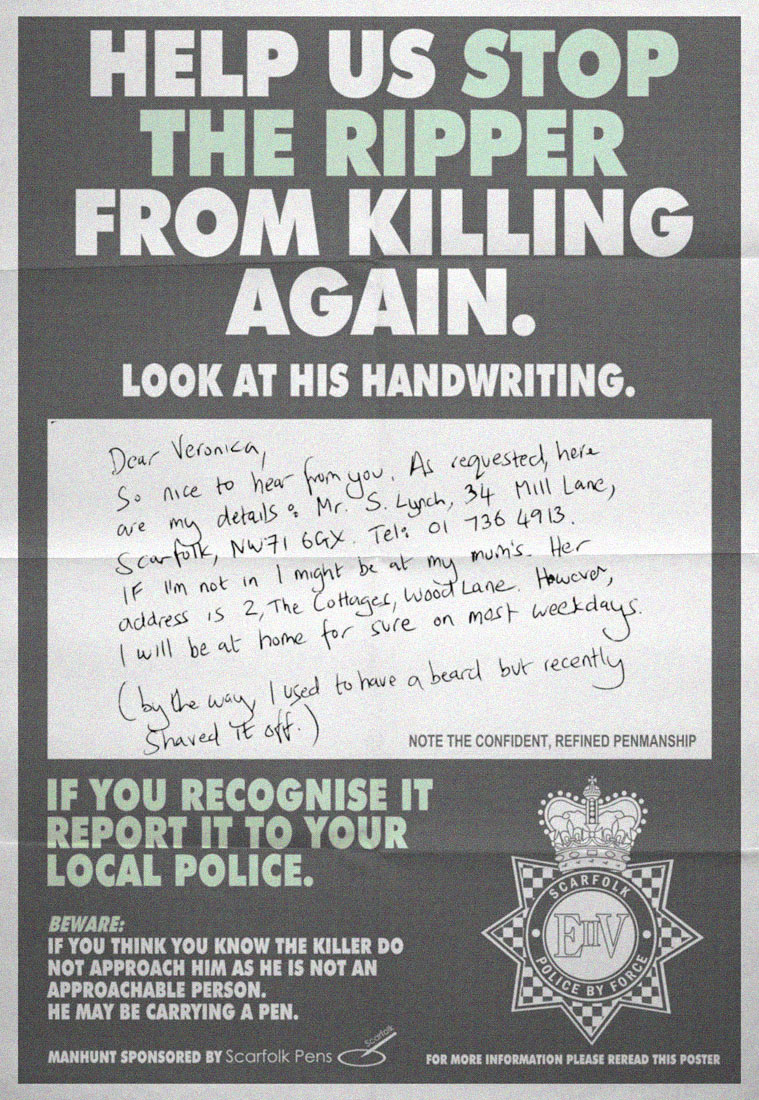 HELP US STOP
THE RIPPER
FROM KILLING
AGAIN.
LOOK AT HIS HANDWRITING.
Dear Veronica,
So nice to hear from you. As requested, here
are my details: Mr. S. Lynch, 34 Mill Lane,
Scarfolk, NW71 6GX. Tel: 01 736 4913.
IF I'm not in I might be at my mum's. Her
address is 2, The Cottages, Wood Lane. However,
I will be at home for sure on most weekdays.
(by the way I used to have a beard but recently
shaved it off.)
NOTE THE CONFIDENT, REFINED PENMANSHIP
IF YOU RECOGNISE IT
REPORT IT TO YOUR
LOCAL POLICE.
BEWARE:
IF YOU THINK YOU KNOW THE KILLER DO
NOT APPROACH HIM AS HE IS NOT AN
APPROACHABLE PERSON.
HE MAY BE CARRYING A PEN.
SCARFOLK
EIIV
POLICE BY FORCE
MANHUNT SPONSORED BY Scarfolk Pens
Scarfolk
FOR MORE INFORMATION PLEASE REREAD THIS POSTER